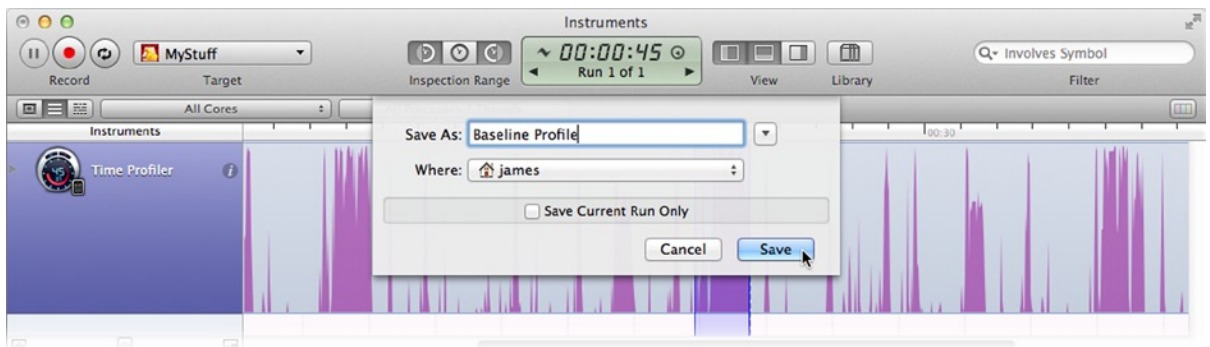 Instruments
MyStuff
00:00:45
Run 1 of 1
Involves Symbol
Record
Target
Inspection Range
View
Library
Filter
All Cores
Instruments
00:30
Save As: Baseline Profile
Time Profiler
Where: james
Save Current Run Only
Cancel
Save